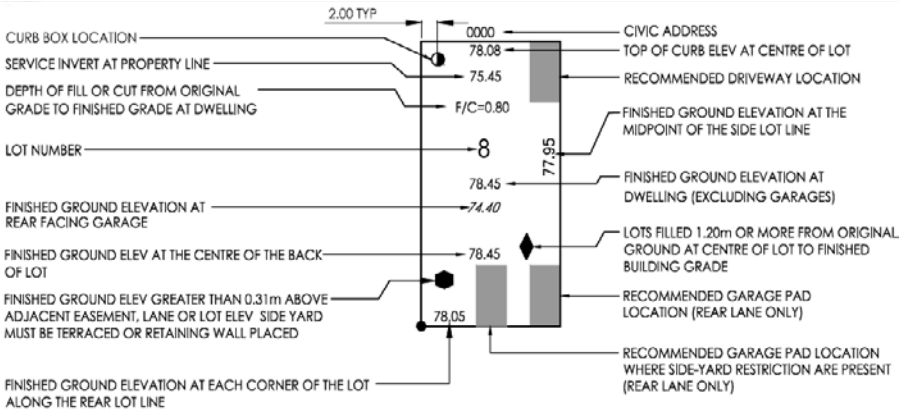 2.00 TYP
CURB BOX LOCATION
SERVICE INVERT AT PROPERTY LINE
DEPTH OF FILL OR CUT FROM ORIGINAL
GRADE TO FINISHED GRADE AT DWELLING
LOT NUMBER
FINISHED GROUND ELEVATION AT
REAR FACING GARAGE
FINISHED GROUND ELEV AT THE CENTRE OF THE BACK
OF LOT
FINISHED GROUND ELEV GREATER THAN 0.31m ABOVE
ADJACENT EASEMENT, LANE OR LOT ELEV SIDE YARD
MUST BE TERRACED OR RETAINING WALL PLACED
FINISHED GROUND ELEVATION AT EACH CORNER OF THE LOT
ALONG THE REAR LOT LINE
0000
78.08
75.45
F/C=0.80
8
77.95
78.45
74.40
78.45
78.05
CIVIC ADDRESS
TOP OF CURB ELEV AT CENTRE OF LOT
RECOMMENDED DRIVEWAY LOCATION
FINISHED GROUND ELEVATION AT THE
MIDPOINT OF THE SIDE LOT LINE
FINISHED GROUND ELEVATION AT
DWELLING (EXCLUDING GARAGES)
LOTS FILLED 1.20m OR MORE FROM ORIGINAL
GROUND AT CENTRE OF LOT TO FINISHED
BUILDING GRADE
RECOMMENDED GARAGE PAD
LOCATION (REAR LANE ONLY)
RECOMMENDED GARAGE PAD LOCATION
WHERE SIDE-YARD RESTRICTION ARE PRESENT
(REAR LANE ONLY)